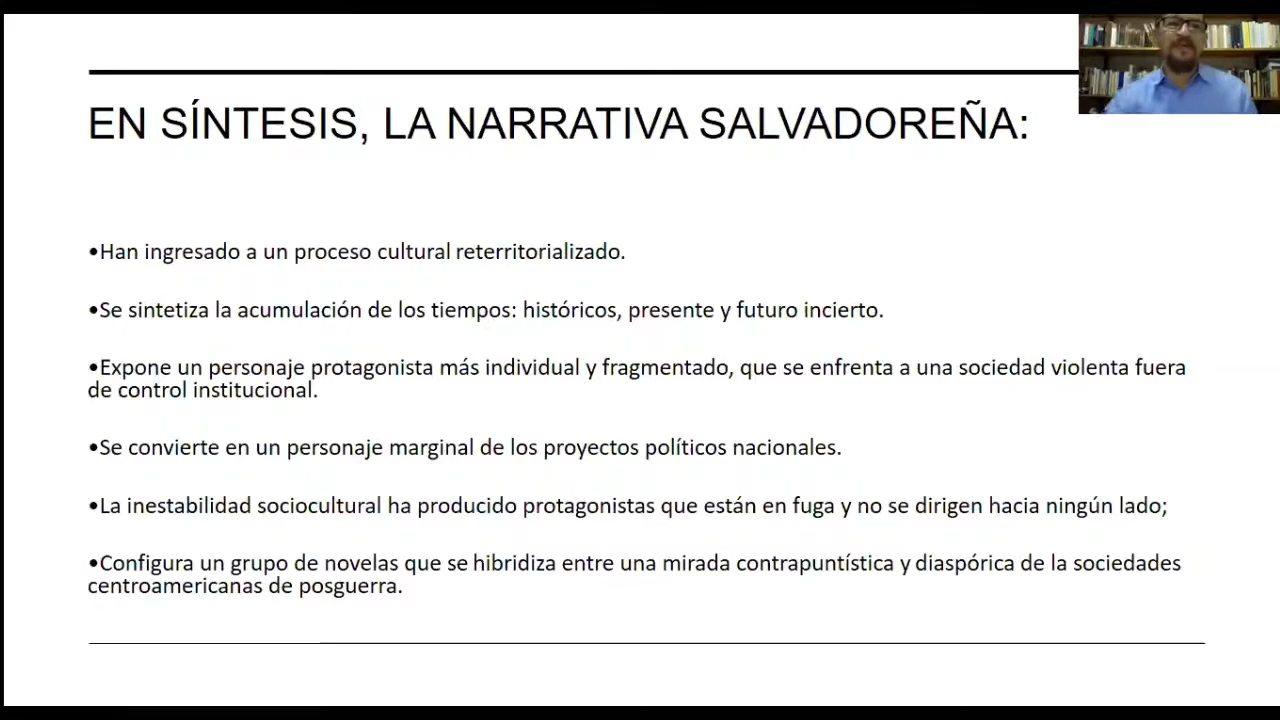 EN SÍNTESIS, LA NARRATIVA SALVADOREÑA:
•Han ingresado a un proceso cultural reterritorializado.
•Se sintetiza la acumulación de los tiempos: históricos, presente y futuro incierto.
•Expone un personaje protagonista más individual y fragmentado, que se enfrenta a una sociedad violenta fuera
de control institucional.
•Se convierte en un personaje marginal de los proyectos políticos nacionales.
•La inestabilidad sociocultural ha producido protagonistas que están en fuga y no se dirigen hacia ningún lado;
•Configura un grupo de novelas que se hibridiza entre una mirada contrapuntística y diaspórica de la sociedades
centroamericanas de posguerra.